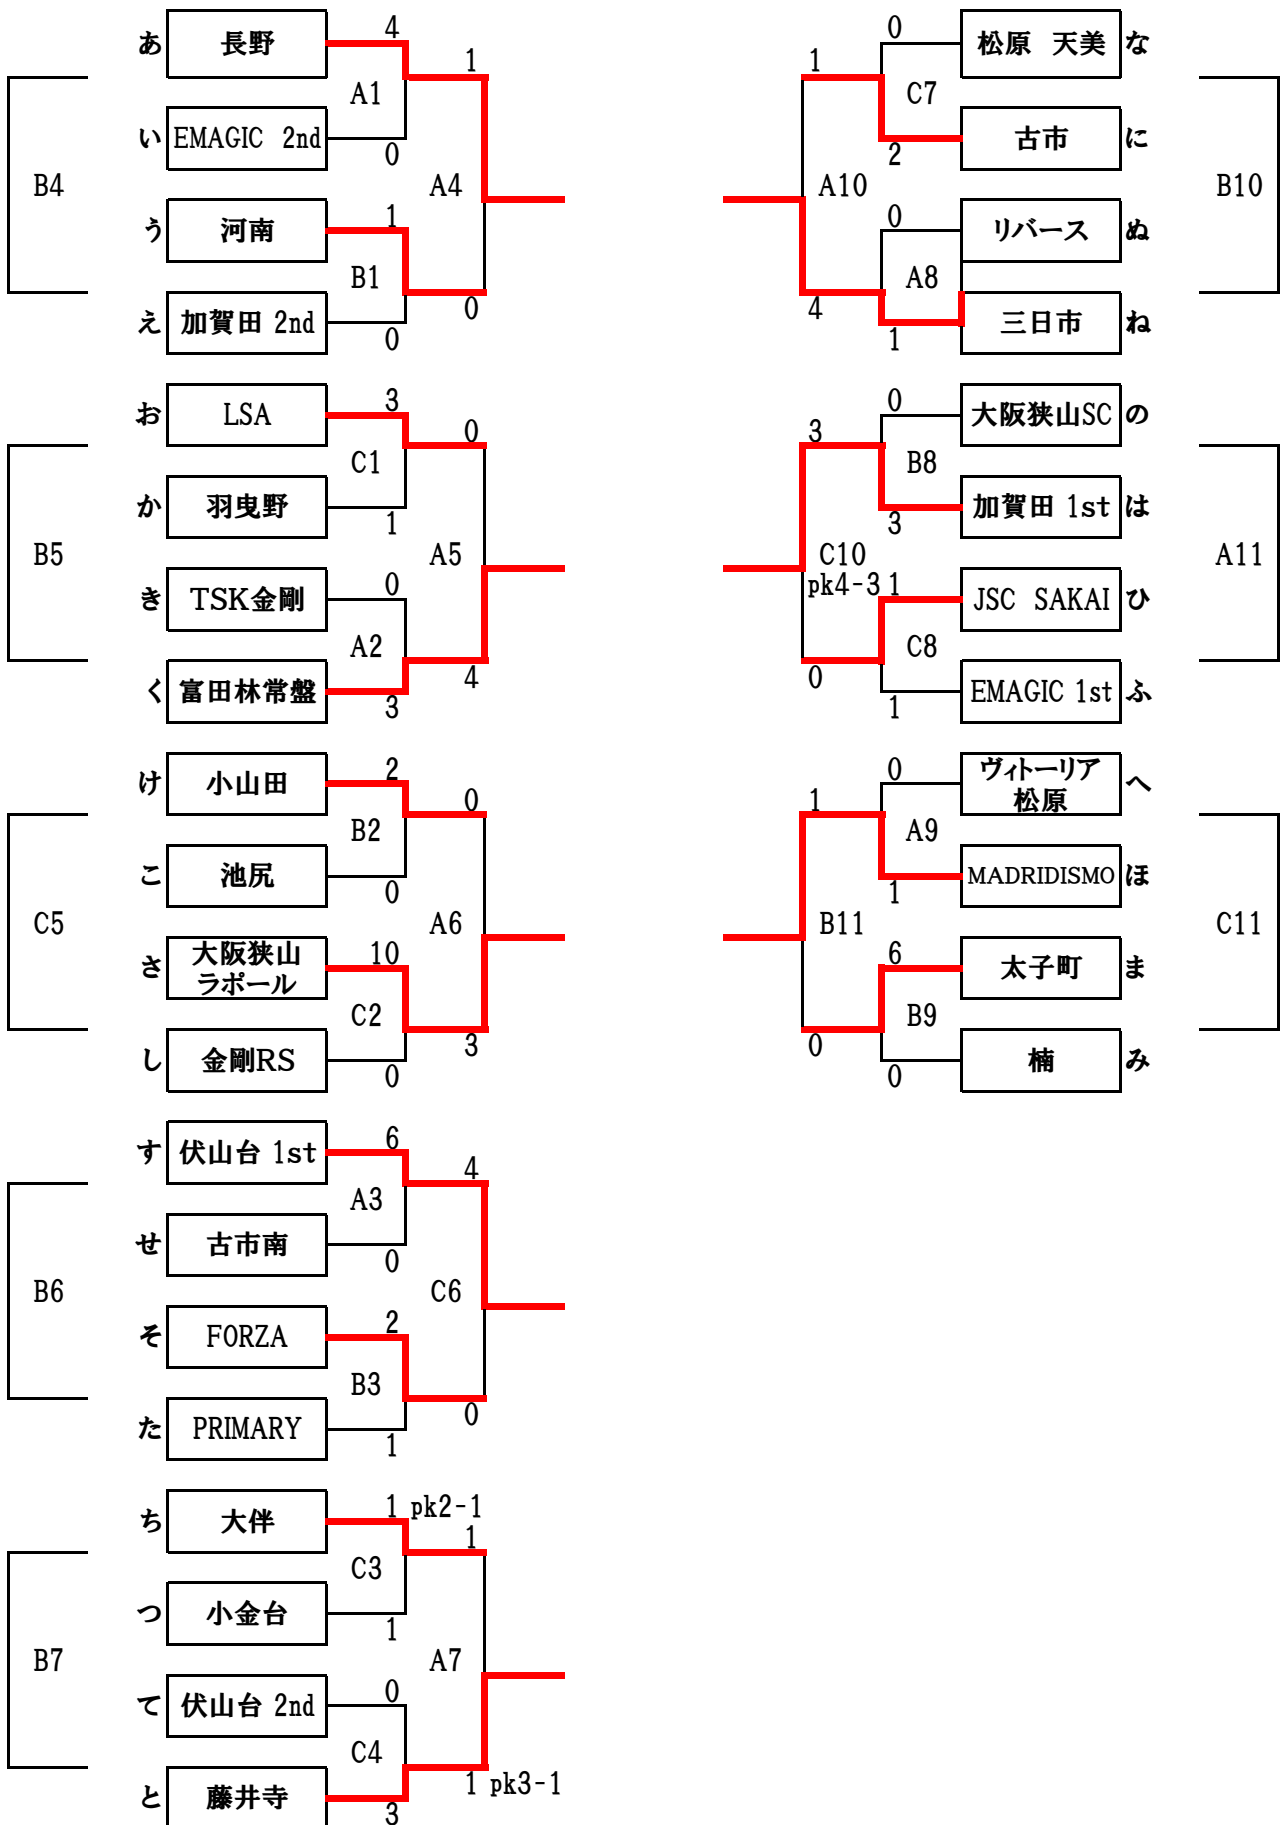 あ 長野 4
A1 1
い EMAGIC 2nd 0
B4 A4
う 河南 1
B1
え 加賀田 2nd 0 0
お LSA 3 0
C1
か 羽曳野 1
B5 A5
き TSK金剛 0
A2
く 富田林常盤 3 4
け 小山田 2 0
B2
こ 池尻 0
C5 A6
さ 大阪狭山
ラポール 10
C2
し 金剛RS 0 3
す 伏山台 1st 6 4
A3
せ 古市南 0
B6 C6
そ FORZA 2
B3
た PRIMARY 1 0
ち 大伴 1 pk2-1
1
C3
つ 小金台 1
B7 A7
て 伏山台 2nd 0
C4
と 藤井寺 3 1 pk3-1
0 松原 天美 な
1 C7
2 古市 に
A10 B10
0 リバース ぬ
A8
4 1 三日市 ね
0 大阪狭山SC の
3 B8
3 加賀田 1st は
C10 A11
pk4-3 1 JSC SAKAI ひ
C8
0 1 EMAGIC 1st ふ
0 ヴィトーリア
松原 へ
1 A9
1 MADRIDISMO ほ
B11 C11
6 太子町 ま
B9
0 0 楠 み